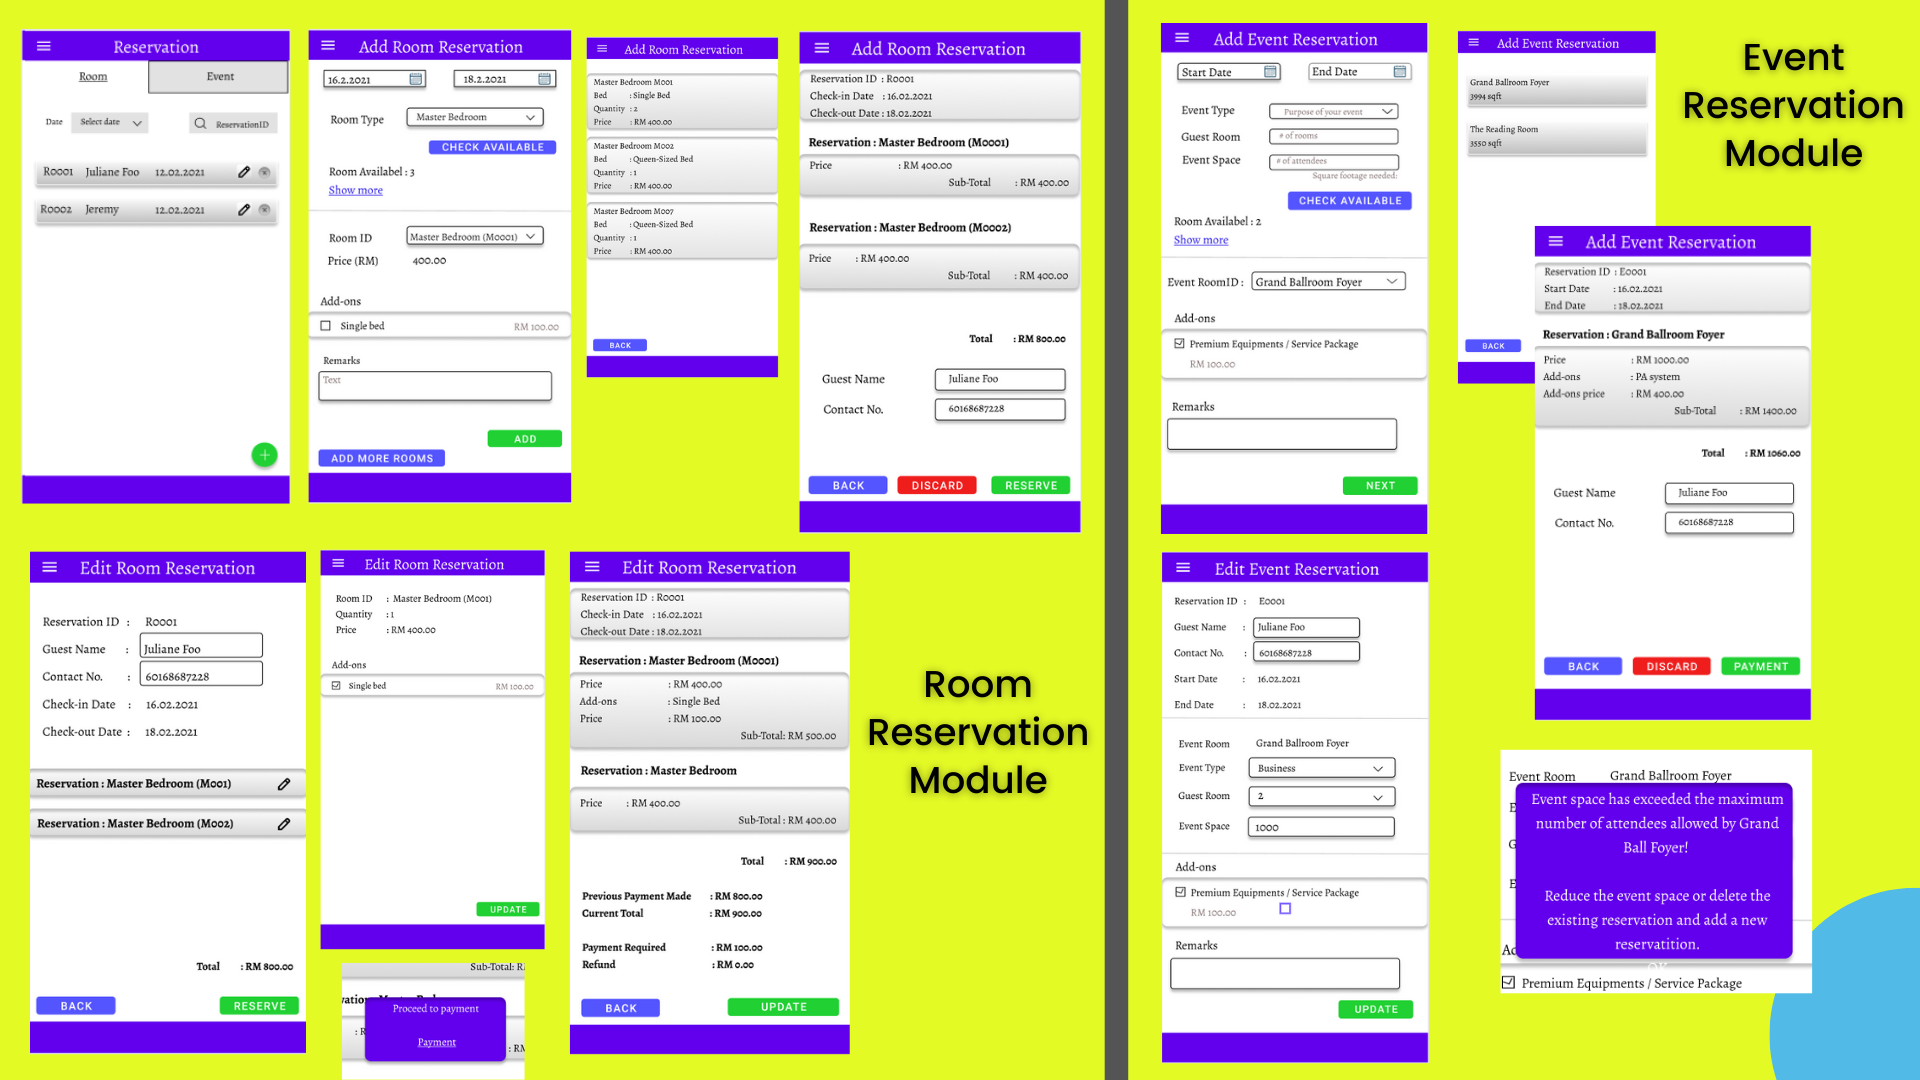 Reservation
Room
Event
Date
Select date
ReservationID
R0001 Juliane Foo 12.02.2021
R0002 Jeremy 12.02.2021
+
Add Room Reservation
16.2.2021
18.2.2021
Room Type
Master Bedroom
CHECK AVAILABLE
Room Availabel : 3
Show more
Room ID
Master Bedroom (M0001)
Price (RM)
400.00
Add-ons
Single bed
RM 100.00
Remarks
Text
ADD
ADD MORE ROOMS
Add Room Reservation
Master Bedroom M001
Bed : Single Bed
Quantity : 2
Price : RM 400.00
Master Bedroom M002
Bed : Queen-Sized Bed
Quantity : 1
Price : RM 400.00
Master Bedroom M007
Bed : Queen-Sized Bed
Quantity : 1
Price : RM 400.00
BACK
Add Room Reservation
Reservation ID : R0001
Check-in Date : 16.02.2021
Check-out Date : 18.02.2021
Reservation : Master Bedroom (M0001)
Price : RM 400.00
Sub-Total : RM 400.00
Reservation : Master Bedroom (M0002)
Price : RM 400.00
Sub-Total : RM 400.00
Total : RM 800.00
Guest Name
Juliane Foo
Contact No.
60168687228
BACK
DISCARD
RESERVE
Edit Room Reservation
Reservation ID : R0001
Guest Name : Juliane Foo
Contact No. : 60168687228
Check-in Date : 16.02.2021
Check-out Date : 18.02.2021
Reservation : Master Bedroom (M001)
Reservation : Master Bedroom (M002)
Total : RM 800.00
BACK
RESERVE
Edit Room Reservation
Room ID : Master Bedroom (M001)
Quantity : 1
Price : RM 400.00
Add-ons
Single bed
RM 100.00
UPDATE
Sub-Total: R
Proceed to payment
Payment
: R
: RM
Edit Room Reservation
Reservation ID : R0001
Check-in Date : 16.02.2021
Check-out Date : 18.02.2021
Reservation : Master Bedroom (M0001)
Price : RM 400.00
Add-ons : Single Bed
Price : RM 100.00
Sub-Total: RM 500.00
Reservation : Master Bedroom
Price : RM 400.00
Sub-Total : RM 400.00
Total : RM 900.00
Previous Payment Made : RM 800.00
Current Total : RM 900.00
Payment Required : RM 100.00
Refund : RM 0.00
BACK
UPDATE
Room
Reservation
Module
Add Event Reservation
Start Date
End Date
Event Type
Purpose of your event
Guest Room
# of rooms
Event Space
# of attendees
Square footage needed:
CHECK AVAILABLE
Room Availabel : 2
Show more
Event RoomID :
Grand Ballroom Foyer
Add-ons
Premium Equipments / Service Package
RM 100.00
Remarks
NEXT
Add Event Reservation
Grand Ballroom Foyer
3994 sqft
The Reading Room
3550 sqft
BACK
Event
Reservation
Module
Add Event Reservation
Reservation ID : E0001
Start Date : 16.02.2021
End Date : 18.02.2021
Reservation : Grand Ballroom Foyer
Price : RM 1000.00
Add-ons : PA system
Add-ons price : RM 400.00
Sub-Total : RM 1400.00
Total : RM 1060.00
Guest Name
Juliane Foo
Contact No.
60168687228
BACK
DISCARD
PAYMENT
Edit Event Reservation
Reservation ID : E0001
Guest Name : Juliane Foo
Contact No. : 60168687228
Start Date : 16.02.2021
End Date : 18.02.2021
Event Room Grand Ballroom Foyer
Event Type Business
Guest Room 2
Event Space 1000
Add-ons
Premium Equipments / Service Package
RM 100.00
Remarks
UPDATE
Event Room Grand Ballroom Foyer
Event space has exceeded the maximum
number of attendees allowed by Grand
Ball Foyer!
Reduce the event space or delete the
existing reservation and add a new
reservatition.
Premium Equipments / Service Package